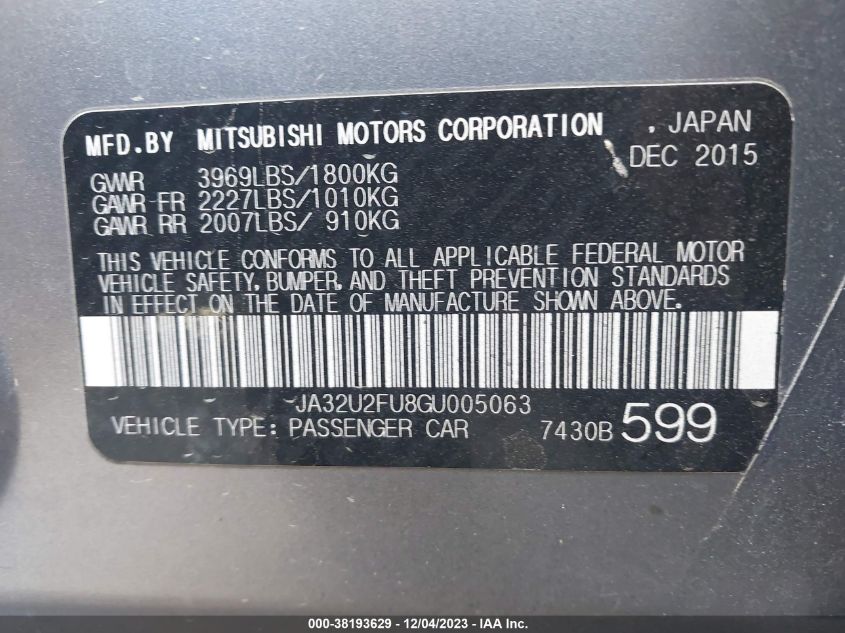 MFD.BY MITSUBISHI MOTORS CORPORATION , JAPAN
DEC 2015
GVWR 3969LBS/1800KG
GAWR FR 2227LBS/1010KG
GAWR RR 2007LBS/ 910KG
THIS VEHICLE CONFORMS TO ALL APPLICABLE FEDERAL MOTOR
VEHICLE SAFETY, BUMPER, AND THEFT PREVENTION STANDARDS
IN EFFECT ON THE DATE OF MANUFACTURE SHOWN ABOVE.
JA32U2FU8GU005063
VEHICLE TYPE: PASSENGER CAR 7430B 599
000-38193629 - 12/04/2023 - IAA Inc.